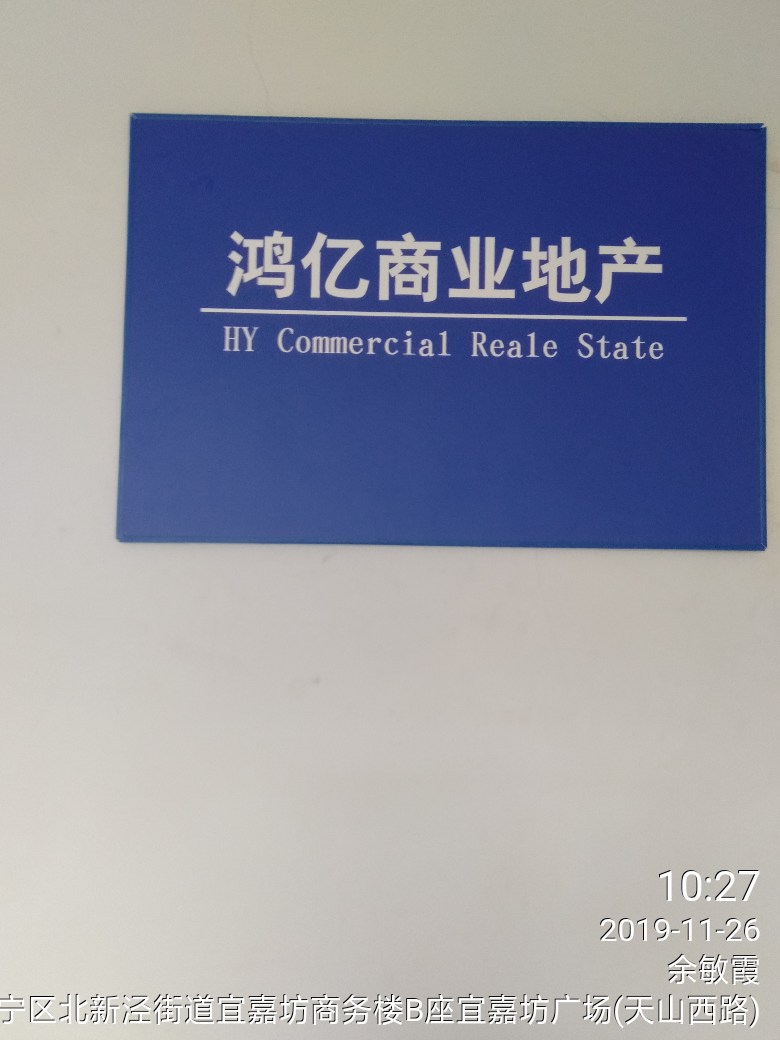 鸿亿商业地产
HY Commercial Reale State
10:27
2019-11-26
余敏霞
宁区北新泾街道宜嘉坊商务楼B座宜嘉坊广场(天山西路)